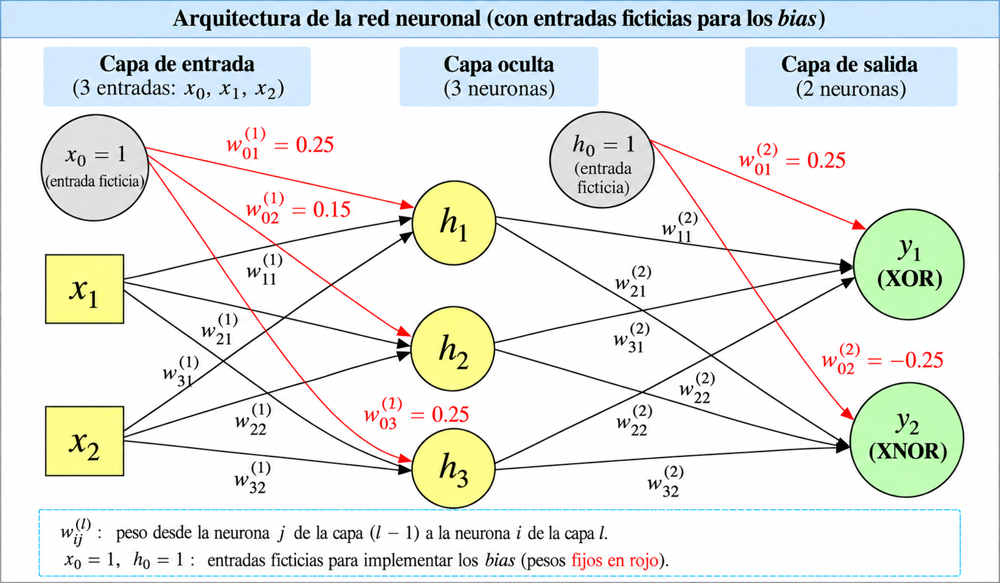 Arquitectura de la red neuronal (con entradas ficticias para los bias)
Capa de entrada
(3 entradas: x₀, x₁, x₂)
Capa oculta
(3 neuronas)
Capa de salida
(2 neuronas)
x₀ = 1
(entrada ficticia)
w₀₁⁽¹⁾ = 0.25
w₀₂⁽¹⁾ = 0.15
h₀ = 1
(entrada
ficticia)
w₀₁⁽²⁾ = 0.25
h₁
w₁₁⁽²⁾
y₁
(XOR)
x₁
w₁₁⁽¹⁾
w₂₁⁽²⁾
w₂₁⁽¹⁾
w₃₁⁽²⁾
h₂
w₃₁⁽¹⁾
w₀₂⁽²⁾ = −0.25
w₂₂⁽²⁾
x₂
w₂₂⁽¹⁾
w₀₃⁽¹⁾ = 0.25
w₂₂⁽²⁾
y₂
(XNOR)
h₃
w₃₂⁽¹⁾
w₃₂⁽²⁾
wᵢⱼ⁽ˡ⁾ : peso desde la neurona j de la capa (l − 1) a la neurona i de la capa l.
x₀ = 1, h₀ = 1 : entradas ficticias para implementar los bias (pesos fijos en rojo).